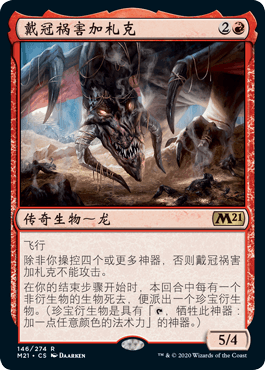 戴冠祸害加札克 2
传奇生物～龙 M21
飞行
除非你操控四个或更多神器，否则戴冠祸害
加札克不能攻击。
在你的结束步骤开始时，本回合中每有一个
非衍生物的生物死去，便派出一个珍宝衍
生物。（珍宝衍生物是具有「，牺牲此神器：
加一点任意颜色的法术力」的神器。）
5/4
146/274 R
M21 • CS DAARKEN
™ & © 2020 Wizards of the Coast